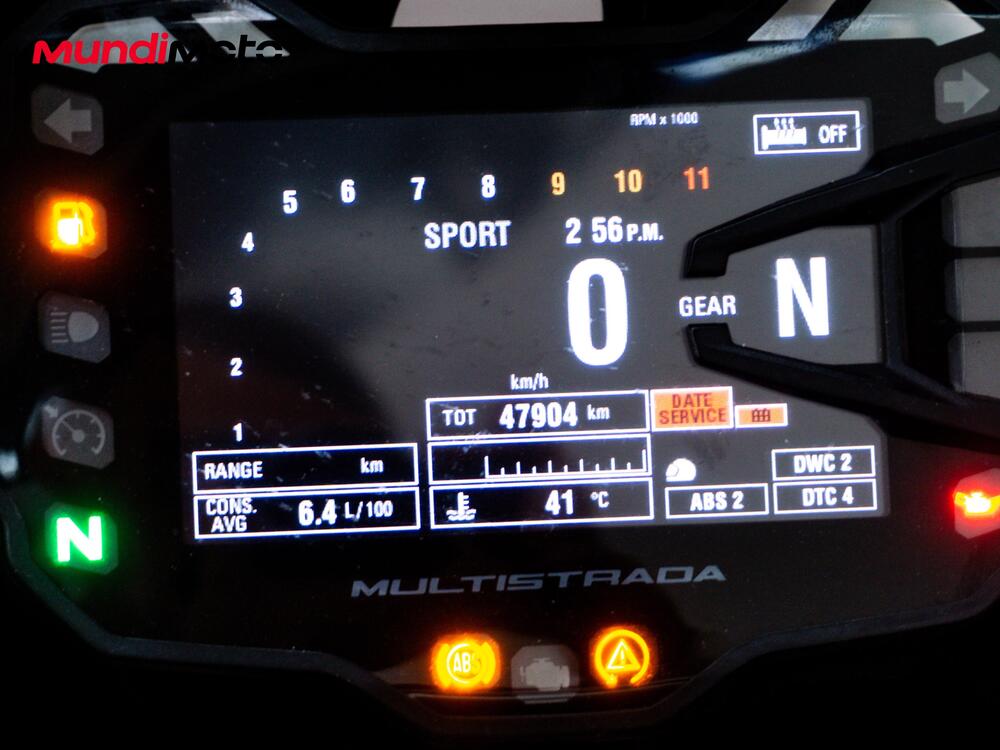 MundiMoto
RPM x 1000
OFF
5 6 7 8 9 10 11
4
SPORT 2 56 P.M.
3
0
GEAR N
2
km/h
1
TOT 47904 km
DATE
SERVICE
RANGE km
DWC 2
CONS.
AVG 6.4 L/100
41 °C
ABS 2
DTC 4
N
MULTISTRADA
ABS